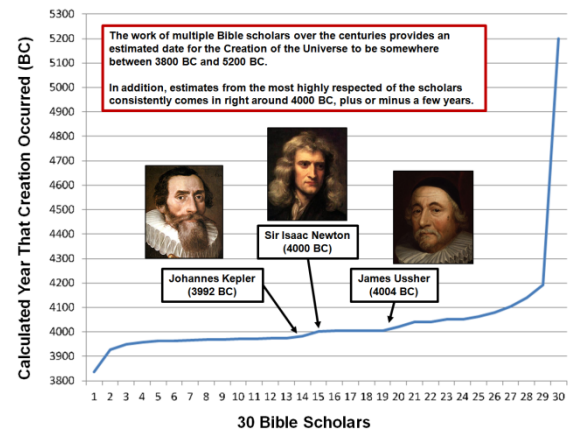 5300
5200
5100
5000
4900
4800
4700
4600
4500
4400
4300
4200
4100
4000
3900
3800
Calculated Year That Creation Occurred (BC)
The work of multiple Bible scholars over the centuries provides an
estimated date for the Creation of the Universe to be somewhere
between 3800 BC and 5200 BC.
In addition, estimates from the most highly respected of the scholars
consistently comes in right around 4000 BC, plus or minus a few years.
Sir Isaac Newton
(4000 BC)
Johannes Kepler
(3992 BC)
James Ussher
(4004 BC)
1 2 3 4 5 6 7 8 9 10 11 12 13 14 15 16 17 18 19 20 21 22 23 24 25 26 27 28 29 30
30 Bible Scholars